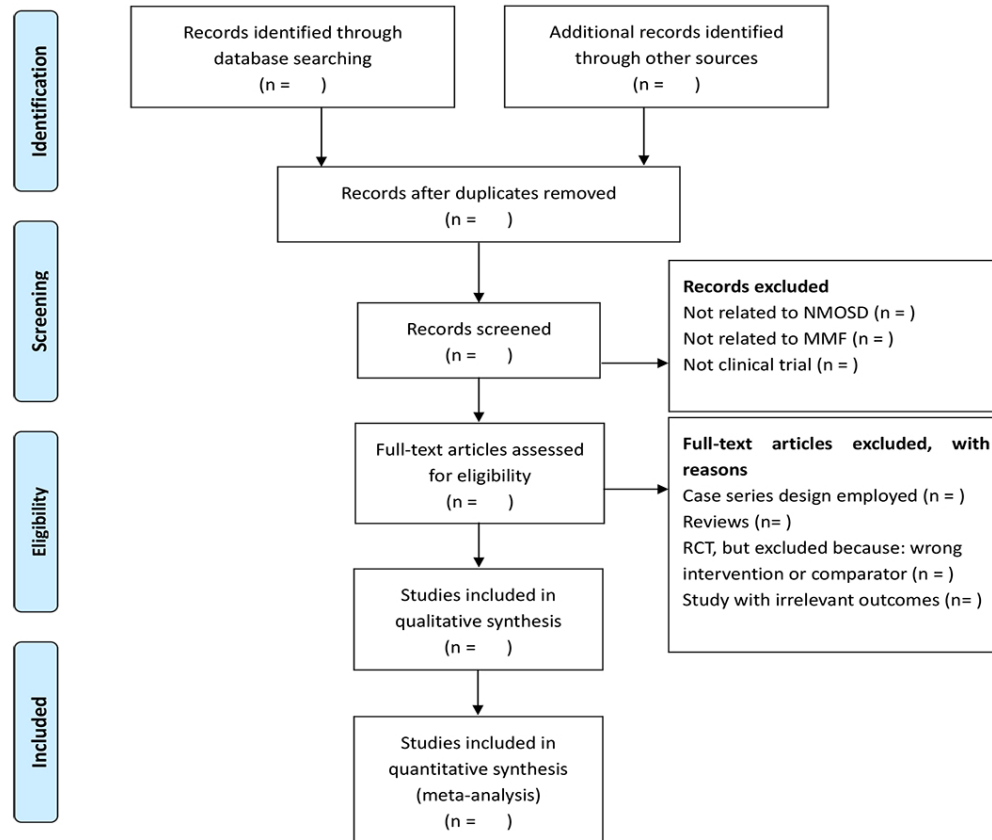 Identification
Records identified through
database searching
(n =      )
Additional records identified
through other sources
(n =      )
Records after duplicates removed
(n =      )
Screening
Records screened
(n =      )
Records excluded
Not related to NMOSD (n = )
Not related to MMF (n = )
Not clinical trial (n = )
Eligibility
Full-text articles assessed
for eligibility
(n =      )
Full-text articles excluded, with
reasons
Case series design employed (n = )
Reviews (n= )
RCT, but excluded because: wrong
intervention or comparator (n = )
Study with irrelevant outcomes (n= )
Studies included in
qualitative synthesis
(n =      )
Included
Studies included in
quantitative synthesis
(meta-analysis)
(n =      )